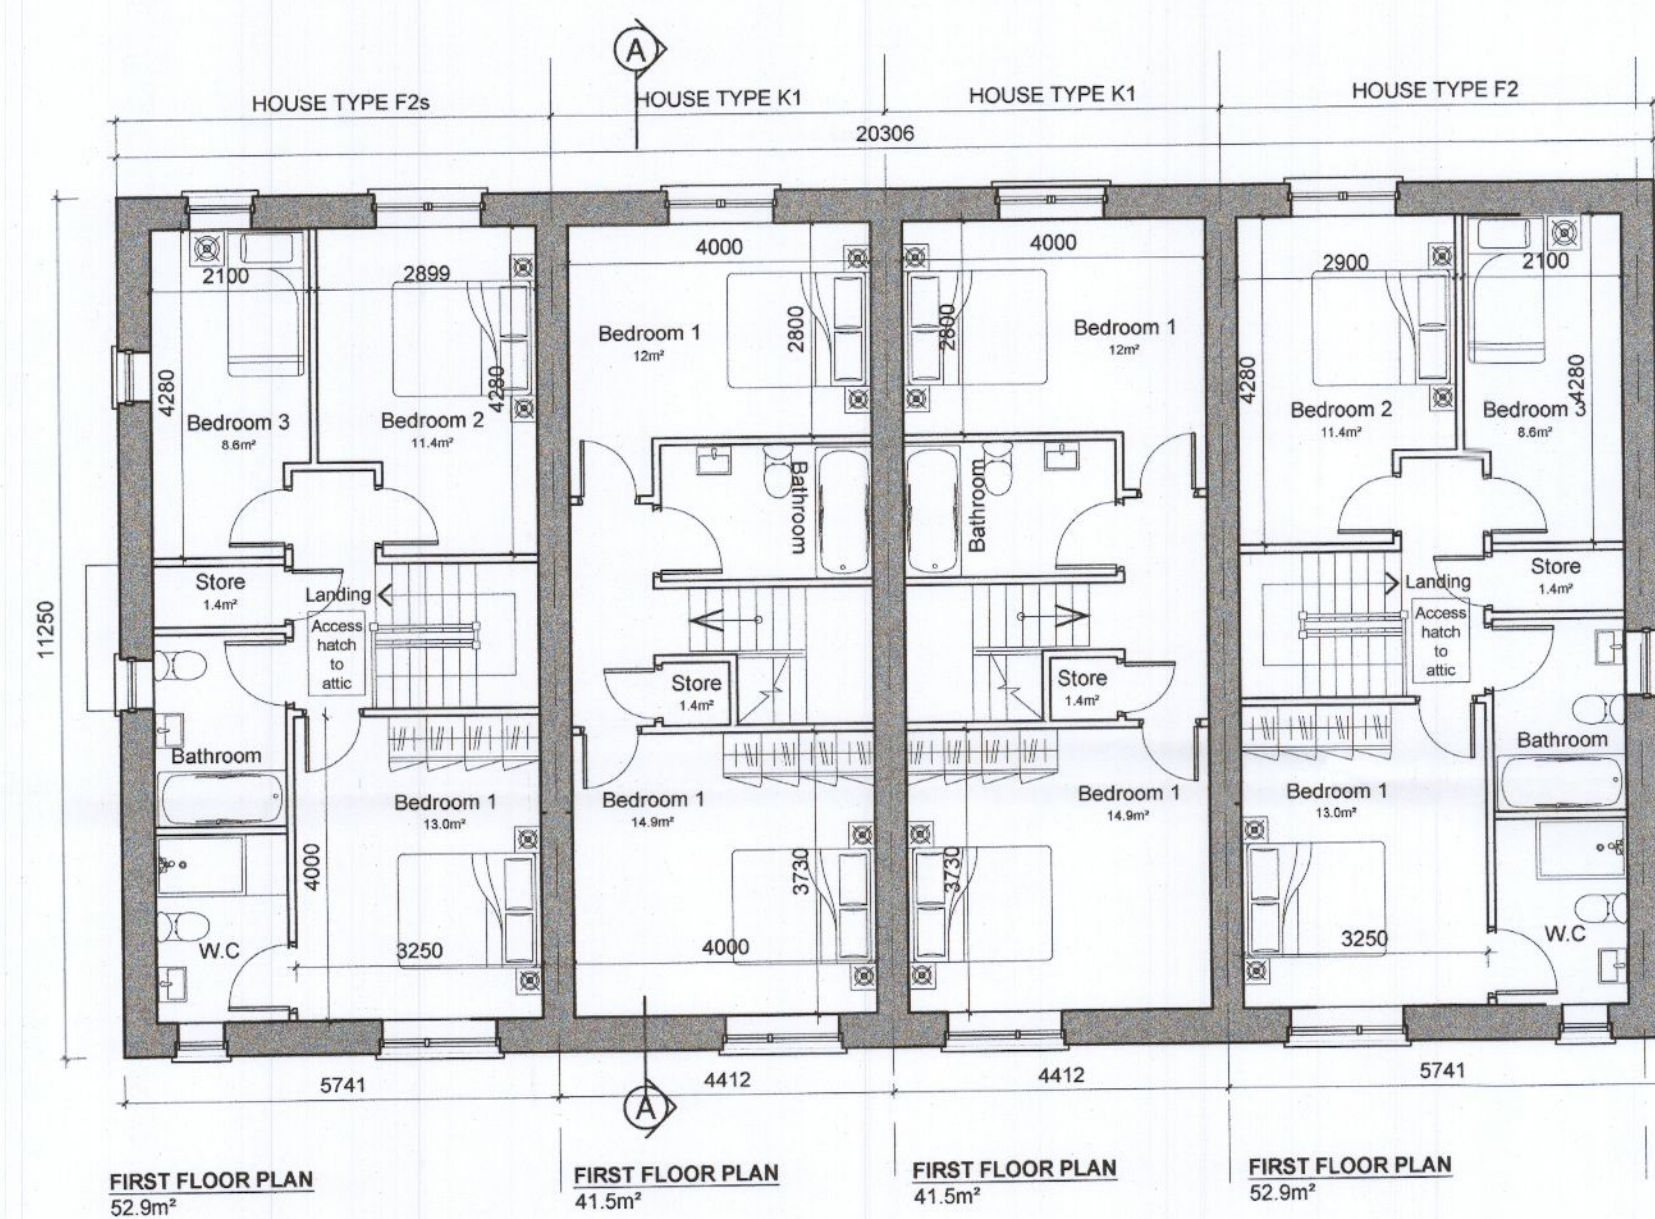 A
HOUSE TYPE F2s
HOUSE TYPE K1
HOUSE TYPE K1
HOUSE TYPE F2
20306
11250
2100
2899
4280
4280
Bedroom 3
8.6m²
Bedroom 2
11.4m²
Store
1.4m²
Landing
Access
hatch
to
attic
Bathroom
Bedroom 1
13.0m²
4000
3250
W.C
4000
2800
Bedroom 1
12m²
Bathroom
Store
1.4m²
Bedroom 1
14.9m²
3730
4000
4000
2800
Bedroom 1
12m²
Bathroom
Store
1.4m²
Bedroom 1
14.9m²
3730
2900
2100
4280
4280
Bedroom 2
11.4m²
Bedroom 3
8.6m²
Landing
Store
1.4m²
Access
hatch
to
attic
Bathroom
Bedroom 1
13.0m²
3250
W.C
5741
4412
4412
5741
A
FIRST FLOOR PLAN
52.9m²
FIRST FLOOR PLAN
41.5m²
FIRST FLOOR PLAN
41.5m²
FIRST FLOOR PLAN
52.9m²